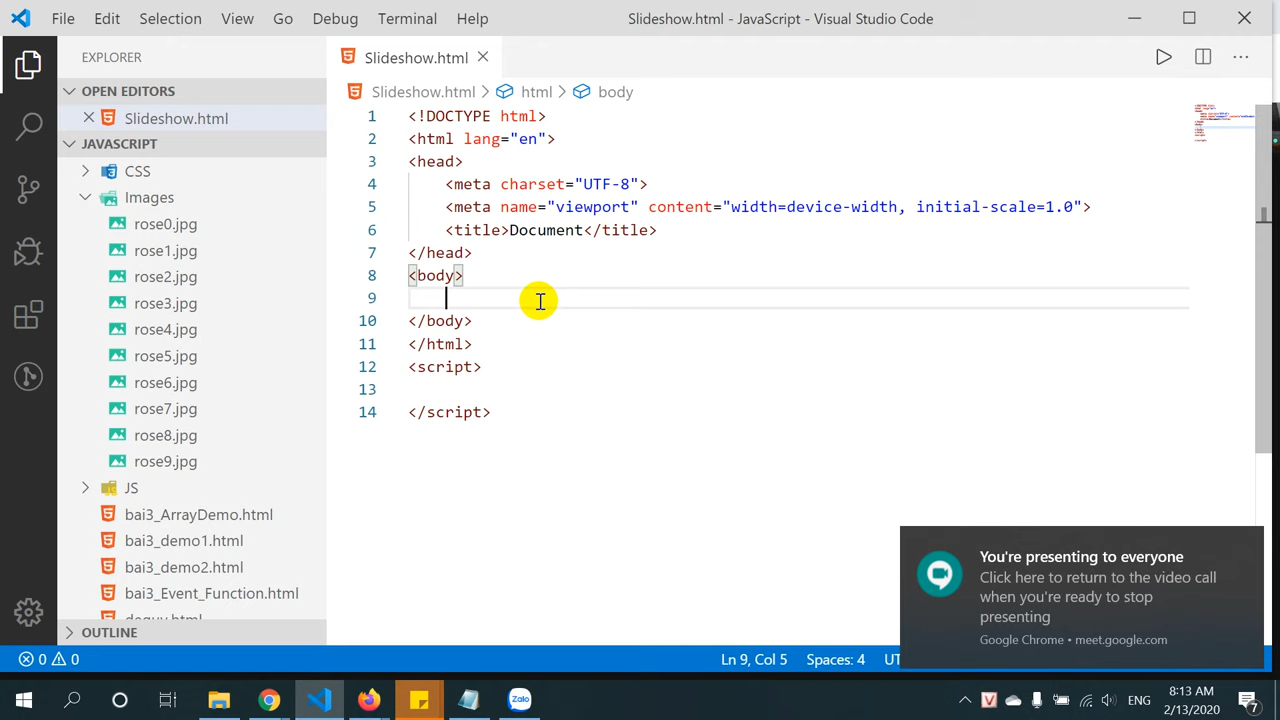 File Edit Selection View Go Debug Terminal Help Slideshow.html - JavaScript - Visual Studio Code
EXPLORER
OPEN EDITORS
Slideshow.html
JAVASCRIPT
CSS
Images
rose0.jpg
rose1.jpg
rose2.jpg
rose3.jpg
rose4.jpg
rose5.jpg
rose6.jpg
rose7.jpg
rose8.jpg
rose9.jpg
JS
bai3_ArrayDemo.html
bai3_demo1.html
bai3_demo2.html
bai3_Event_Function.html
OUTLINE
Slideshow.html
Slideshow.html > html > body
1 <!DOCTYPE html>
2 <html lang="en">
3 <head>
4 <meta charset="UTF-8">
5 <meta name="viewport" content="width=device-width, initial-scale=1.0">
6 <title>Document</title>
7 </head>
8 <body>
9
10 </body>
11 </html>
12 <script>
13
14 </script>
You're presenting to everyone
Click here to return to the video call
when you're ready to stop
presenting
Google Chrome • meet.google.com
0 0 Ln 9, Col 5 Spaces: 4
Zalo
ENG
8:13 AM
2/13/2020
7